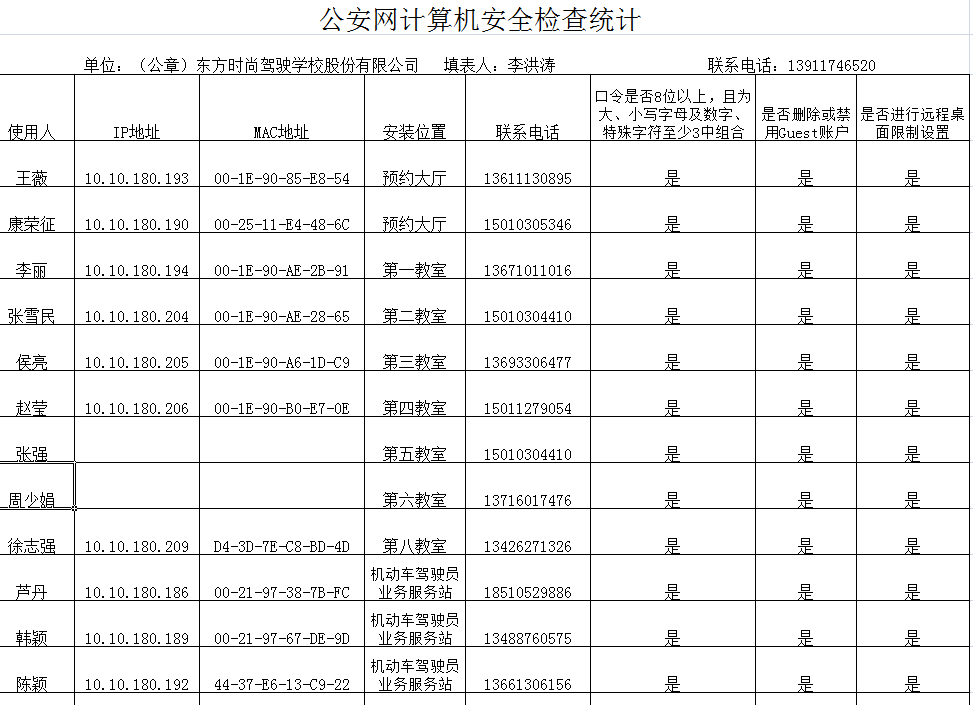 公安网计算机安全检查统计
单位：（公章）东方时尚驾驶学校股份有限公司 填表人：李洪涛 联系电话：13911746520
使用人 IP地址 MAC地址 安装位置 联系电话 口令是否8位以上，且为大、小写字母及数字、特殊字符至少3中组合 是否删除或禁用Guest账户 是否进行远程桌面限制设置
王薇 10.10.180.193 00-1E-90-85-E8-54 预约大厅 13611130895 是 是 是
康荣征 10.10.180.190 00-25-11-E4-48-6C 预约大厅 15010305346 是 是 是
李丽 10.10.180.194 00-1E-90-AE-2B-91 第一教室 13671011016 是 是 是
张雪民 10.10.180.204 00-1E-90-AE-28-65 第二教室 15010304410 是 是 是
侯亮 10.10.180.205 00-1E-90-A6-1D-C9 第三教室 13693306477 是 是 是
赵莹 10.10.180.206 00-1E-90-B0-E7-0E 第四教室 15011279054 是 是 是
张强 第五教室 15010304410 是 是 是
周少娟 第六教室 13716017476 是 是 是
徐志强 10.10.180.209 D4-3D-7E-C8-BD-4D 第八教室 13426271326 是 是 是
芦丹 10.10.180.186 00-21-97-38-7B-FC 机动车驾驶员业务服务站 18510529886 是 是 是
韩颖 10.10.180.189 00-21-97-67-DE-9D 机动车驾驶员业务服务站 13488760575 是 是 是
陈颖 10.10.180.192 44-37-E6-13-C9-22 机动车驾驶员业务服务站 13661306156 是 是 是